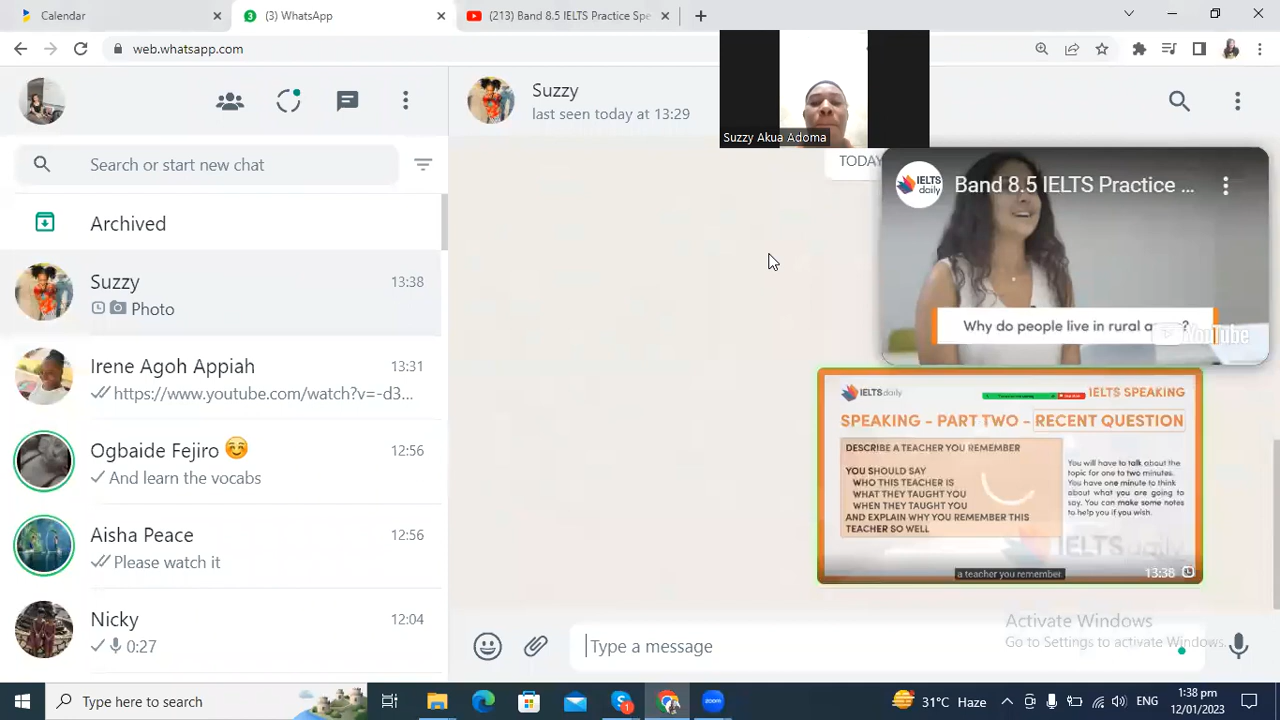 Calendar
(3) WhatsApp
(213) Band 8.5 IELTS Practice Spe
web.whatsapp.com
Suzzy
last seen today at 13:29
Suzzy Akua Adoma
Search or start new chat
Archived
Suzzy
13:38
Photo
Irene Agoh Appiah
13:31
https://www.youtube.com/watch?v=-d3...
Ogbaide Fejiro
12:56
And learn the vocabs
Aisha Peace
12:56
Please watch it
Nicky
12:04
0:27
TODAY
IELTS
daily
Band 8.5 IELTS Practice ...
Why do people live in rural a ?
YouTube
IELTS daily
IELTS SPEAKING
SPEAKING - PART TWO - RECENT QUESTION
DESCRIBE A TEACHER YOU REMEMBER
YOU SHOULD SAY
WHO THIS TEACHER IS
WHAT THEY TAUGHT YOU
WHEN THEY TAUGHT YOU
AND EXPLAIN WHY YOU REMEMBER THIS
TEACHER SO WELL
You will have to talk about the
topic for one to two minutes.
You have one minute to think
about what you are going to
say. You can make some notes
to help you if you wish.
IELTS daily
a teacher you remember.
13:38
Type a message
Activate Windows
Go to Settings to activate Windows.
Type here to search
31°C Haze
ENG
1:38 pm
12/01/2023